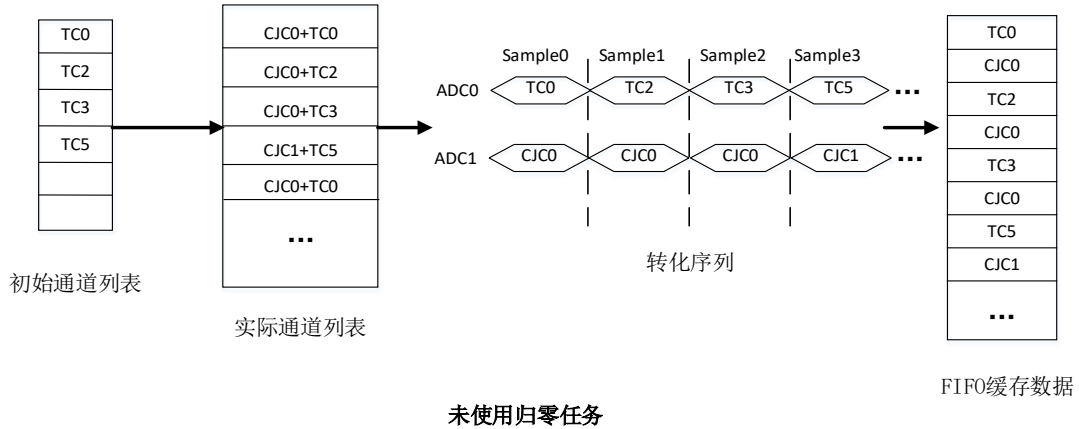 TC0
TC2
TC3
TC5
初始通道列表
CJC0+TC0
CJC0+TC2
CJC0+TC3
CJC1+TC5
CJC0+TC0
...
实际通道列表
Sample0 Sample1 Sample2 Sample3
ADC0 TC0 TC2 TC3 TC5 ...
ADC1 CJC0 CJC0 CJC0 CJC1 ...
转化序列
TC0
CJC0
TC2
CJC0
TC3
CJC0
TC5
CJC1
...
FIFO缓存数据
未使用归零任务